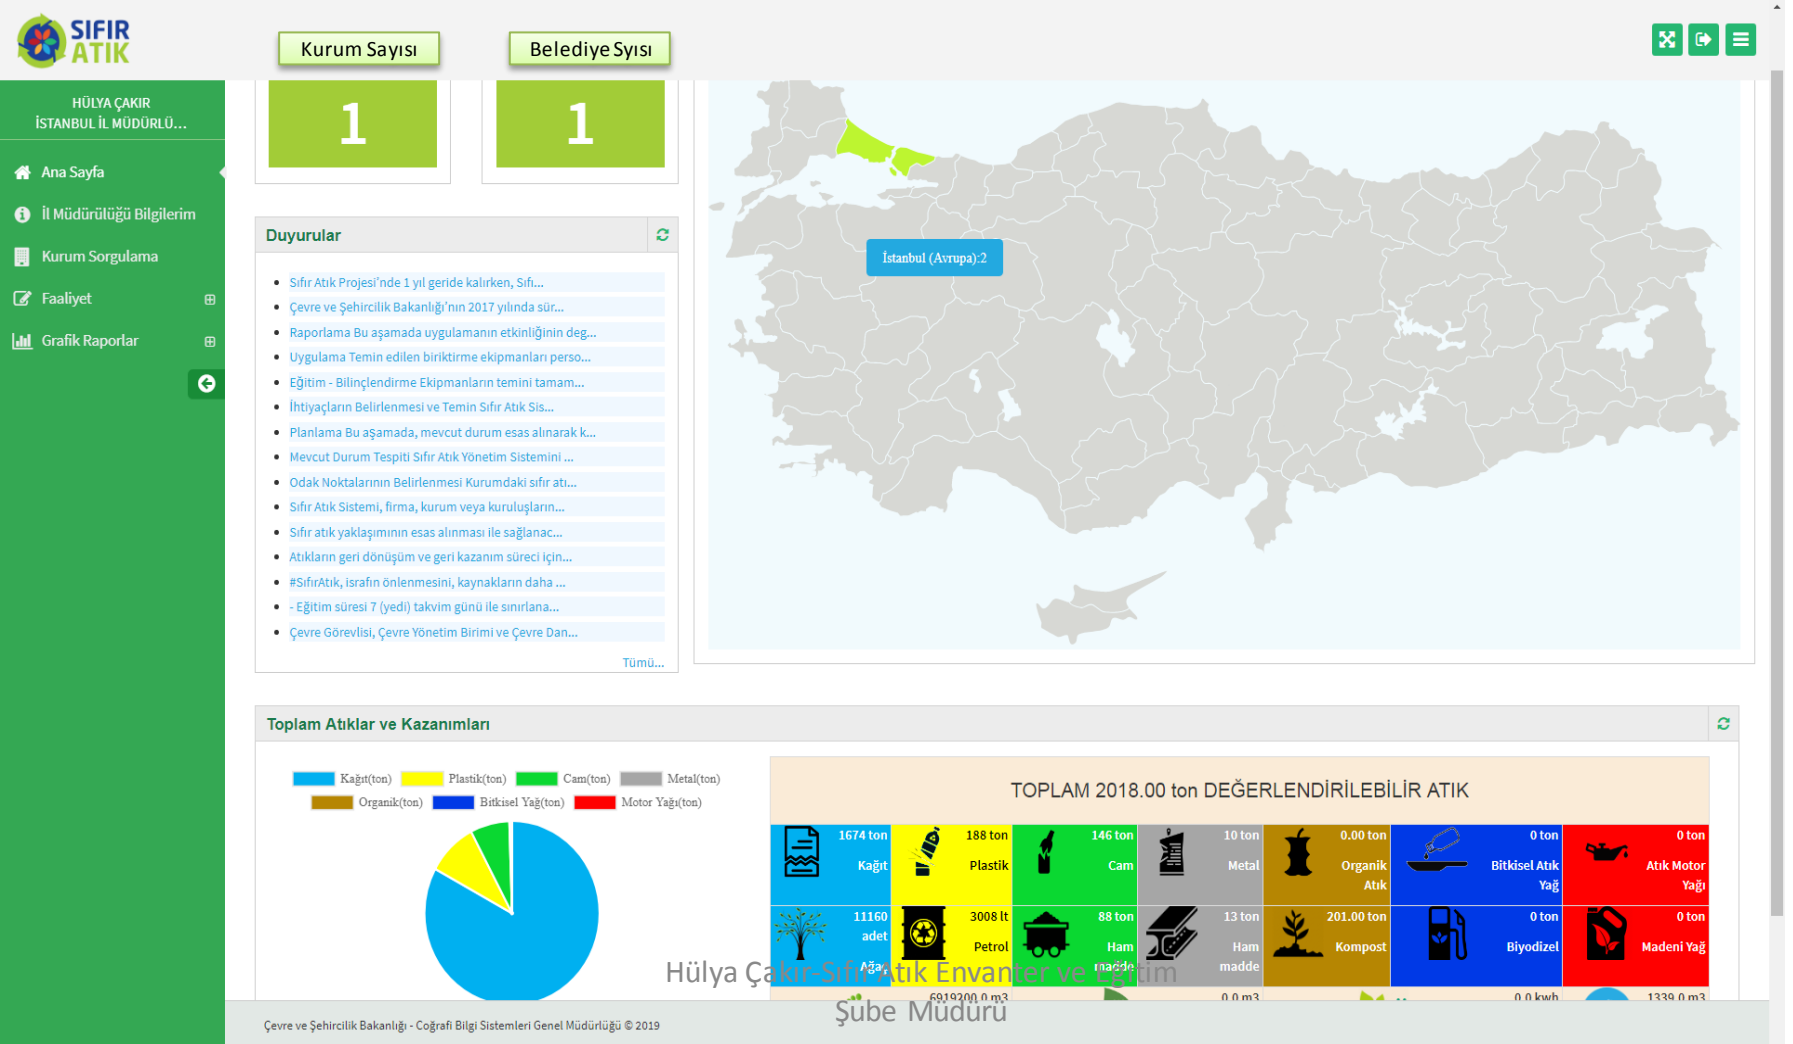 SIFIR
ATIK
Kurum Sayısı
Belediye Syısı
HÜLYA ÇAKIR
İSTANBUL İL MÜDÜRLÜ...
Ana Sayfa
İl Müdürülüğü Bilgilerim
Kurum Sorgulama
Faaliyet
Grafik Raporlar
1
1
Duyurular
Sıfır Atık Projesi'nde 1 yıl geride kalırken, Sıfı...
Çevre ve Şehircilik Bakanlığı'nın 2017 yılında sür...
Raporlama Bu aşamada uygulamanın etkinliğinin değ...
Uygulama Temin edilen biriktirme ekipmanları perso...
Eğitim - Bilinçlendirme Ekipmanların temini tamam...
İhtiyaçların Belirlenmesi ve Temin Sıfır Atık Sis...
Planlama Bu aşamada, mevcut durum esas alınarak k...
Mevcut Durum Tespiti Sıfır Atık Yönetim Sistemini ...
Odak Noktalarının Belirlenmesi Kurumdaki sıfır atı...
Sıfır Atık Sistemi, firma, kurum veya kuruluşların...
Sıfır atık yaklaşımının esas alınması ile sağlanac...
Atıkların geri dönüşüm ve geri kazanım süreci için...
#SıfırAtık, israfın önlenmesini, kaynakların daha ...
- Eğitim süresi 7 (yedi) takvim günü ile sınırlana...
Çevre Görevlisi, Çevre Yönetim Birimi ve Çevre Dan...
Tümü...
İstanbul (Avrupa):2
Toplam Atıklar ve Kazanımları
Kağıt(ton) Plastik(ton) Cam(ton) Metal(ton)
Organik(ton) Bitkisel Yağ(ton) Motor Yağı(ton)
TOPLAM 2018.00 ton DEĞERLENDİRİLEBİLİR ATIK
1674 ton
Kağıt
188 ton
Plastik
146 ton
Cam
10 ton
Metal
0.00 ton
Organik
Atık
0 ton
Bitkisel Atık
Yağ
0 ton
Atık Motor
Yağı
11160
adet
Ağaç
3008 lt
Petrol
88 ton
Ham
madde
13 ton
Ham
madde
201.00 ton
Kompost
0 ton
Biyodizel
0 ton
Madeni Yağ
6919200.0 m3
0.0 m3
0.0 kwh
1339.0 m3
Hülya Çakır-Sıfır Atık Envanter ve Eğitim
Şube Müdürü
Çevre ve Şehircilik Bakanlığı - Coğrafi Bilgi Sistemleri Genel Müdürlüğü © 2019